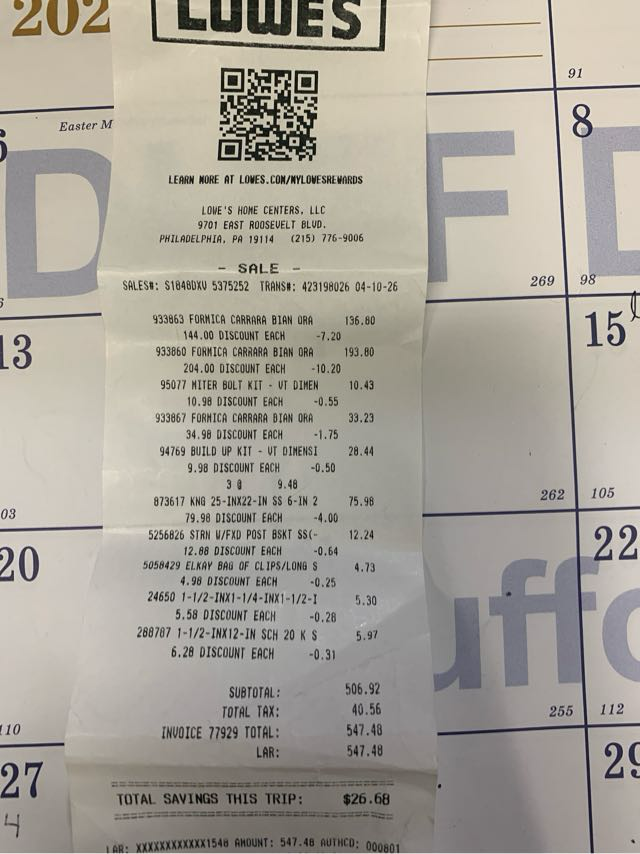 202
LOWE'S
LEARN MORE AT LOWES.COM/MYLOWESREWARDS
LOWE'S HOME CENTERS, LLC
9701 EAST ROOSEVELT BLVD.
PHILADELPHIA, PA 19114 (215) 776-9006
- SALE -
SALES#: S1848DXV 5375252 TRANS#: 423198026 04-10-26
933863 FORMICA CARRARA BIAN ORA 136.80
144.00 DISCOUNT EACH -7.20
933860 FORMICA CARRARA BIAN ORA 193.80
204.00 DISCOUNT EACH -10.20
95077 MITER BOLT KIT - VT DIMEN 10.43
10.98 DISCOUNT EACH -0.55
933867 FORMICA CARRARA BIAN ORA 33.23
34.98 DISCOUNT EACH -1.75
94769 BUILD UP KIT - VT DIMENSI 28.44
9.98 DISCOUNT EACH -0.50
3 @ 9.48
873617 KNG 25-INX22-IN SS 6-IN 2 75.98
79.98 DISCOUNT EACH -4.00
5256826 STRN W/FXD POST BSKT SS(- 12.24
12.88 DISCOUNT EACH -0.64
5058429 ELKAY BAG OF CLIPS/LONG S 4.73
4.98 DISCOUNT EACH -0.25
24650 1-1/2-INX1-1/4-INX1-1/2-I 5.30
5.58 DISCOUNT EACH -0.28
288787 1-1/2-INX12-IN SCH 20 K S 5.97
6.28 DISCOUNT EACH -0.31
SUBTOTAL: 506.92
TOTAL TAX: 40.56
INVOICE 77929 TOTAL: 547.48
LAR: 547.48
TOTAL SAVINGS THIS TRIP: $26.68
LAR: XXXXXXXXXXXX1548 AMOUNT: 547.48 AUTHCD: 000801
Easter M
13
03
20
110
27
4
91
8
269
98
15
262
105
22
uffo
255
112
29
D
F